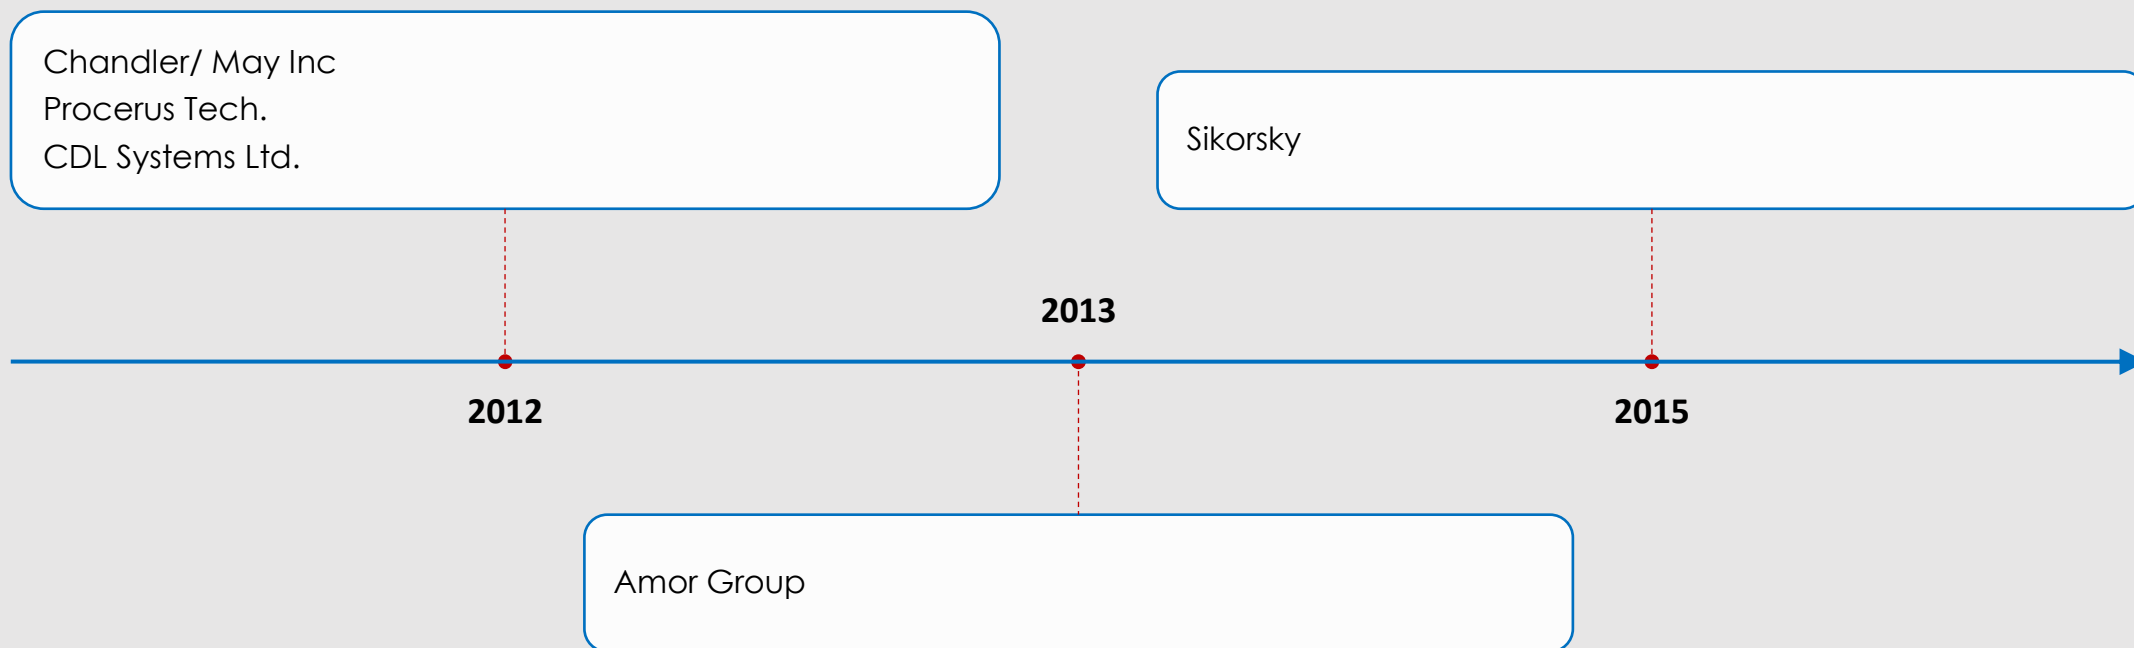 Chandler/ May Inc
Procerus Tech.
CDL Systems Ltd.
Sikorsky
2013
2012
2015
Amor Group